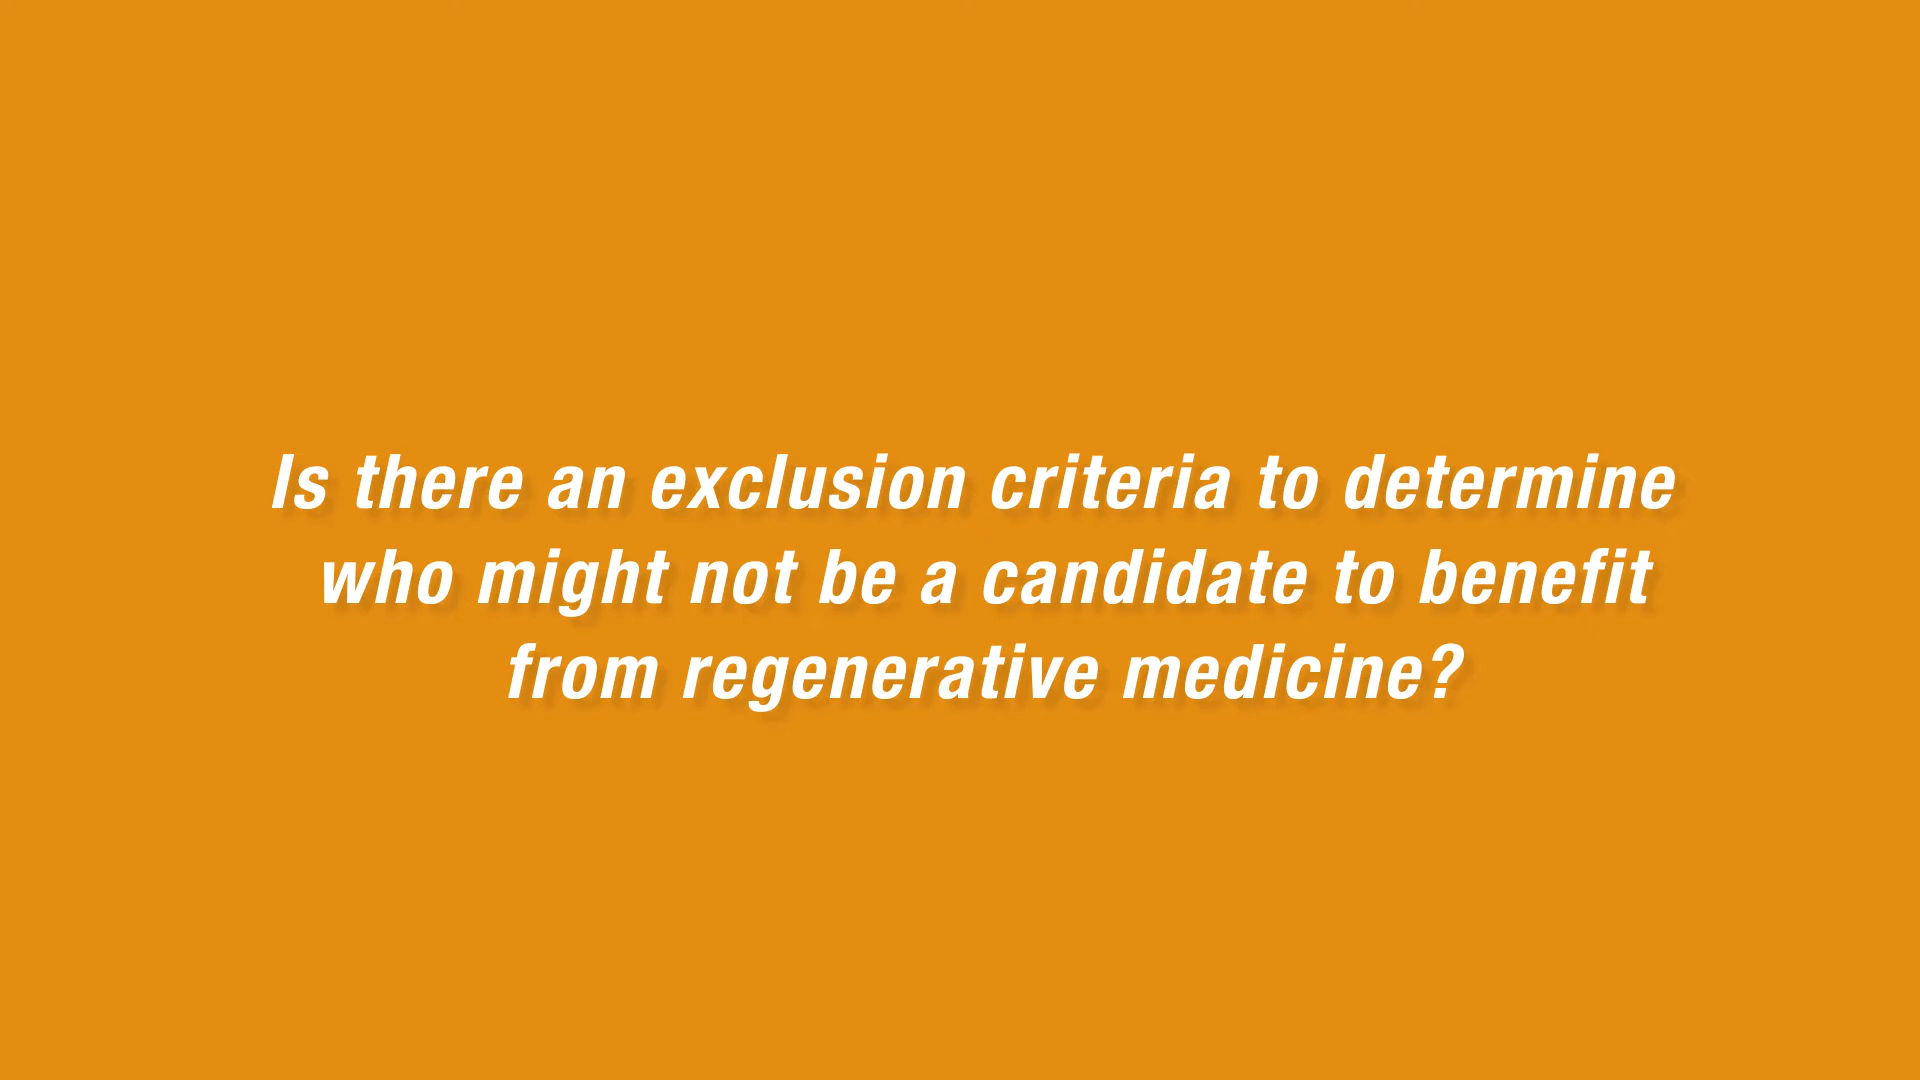 Is there an exclusion criteria to determine
who might not be a candidate to benefit
from regenerative medicine?